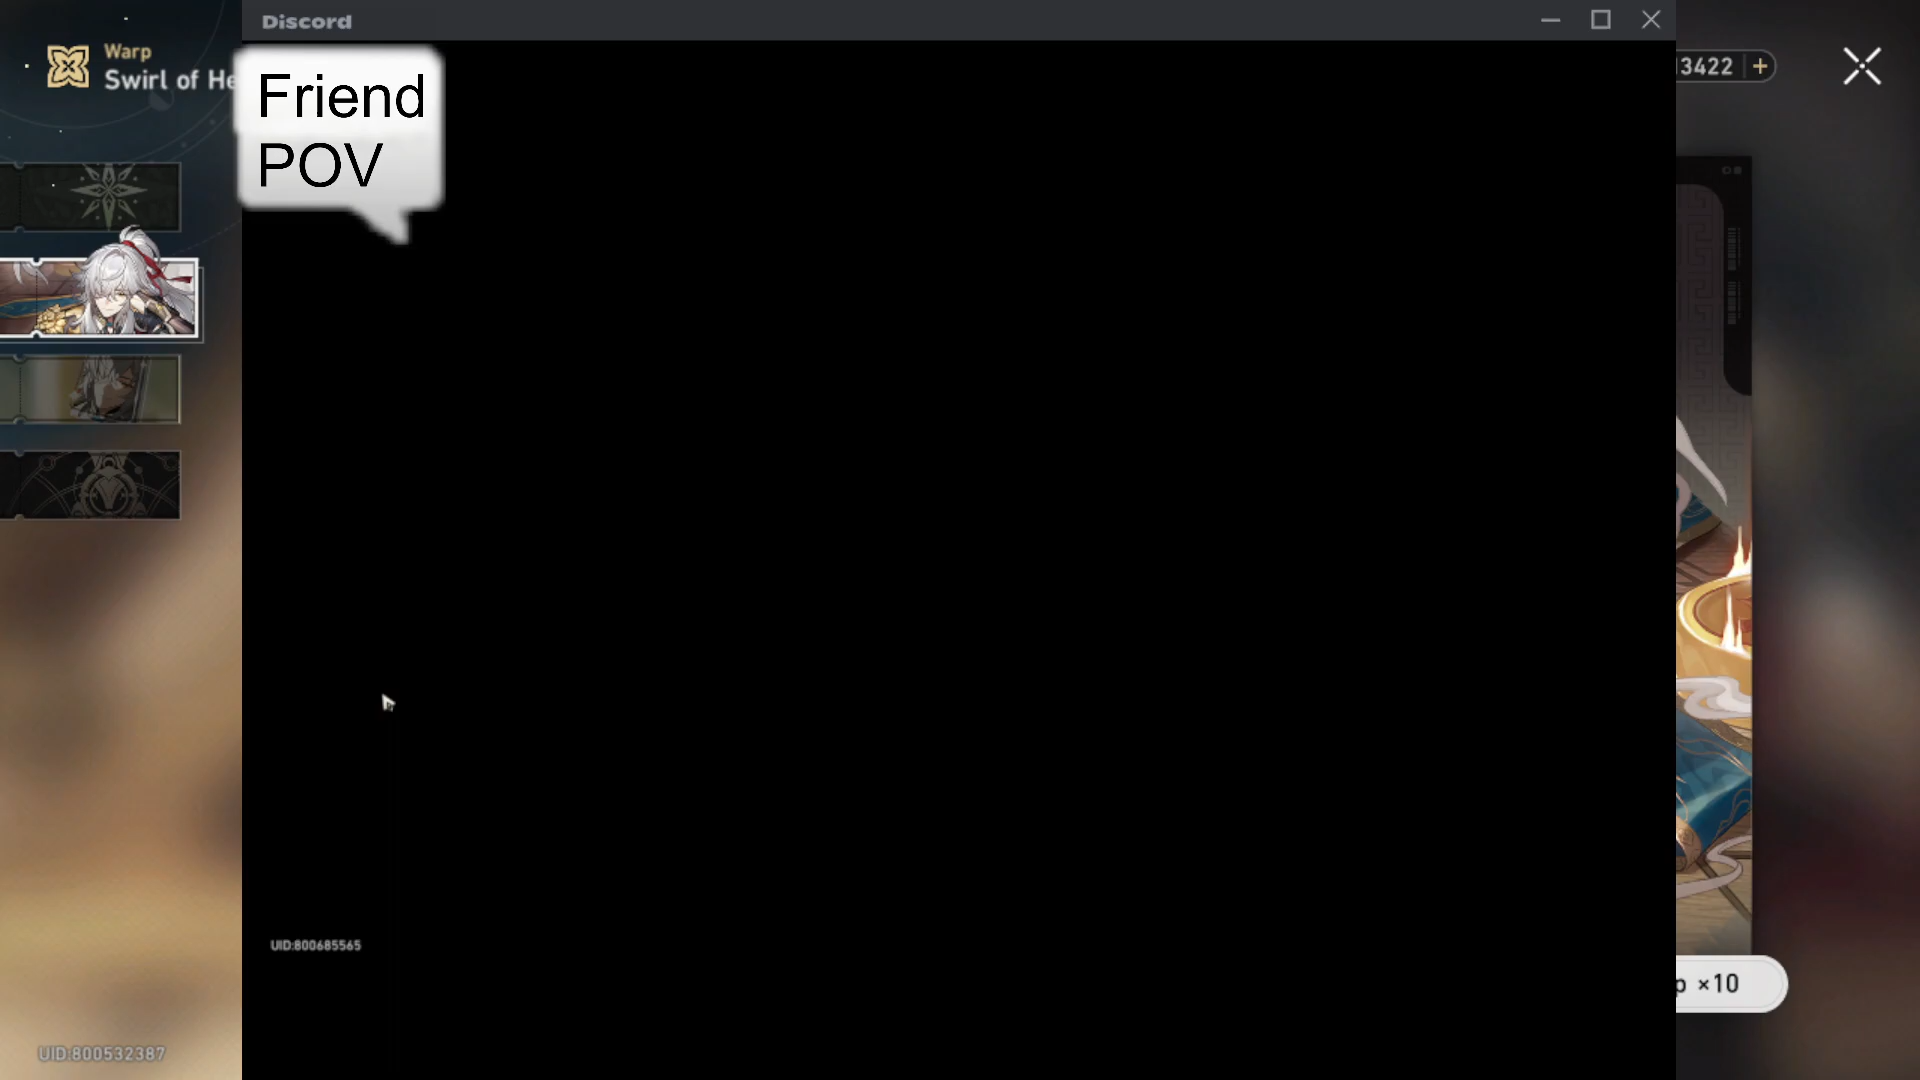 Discord
Warp
Swirl of He
Friend
POV
3422
UID:800685565
×10
UID:800532387